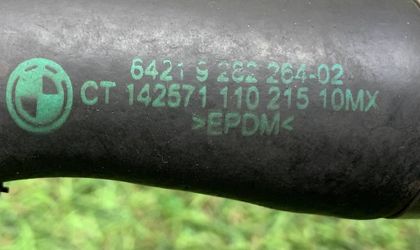 6421 9 282 264-02
CT 142571 110 215 10MX
>EPDM<